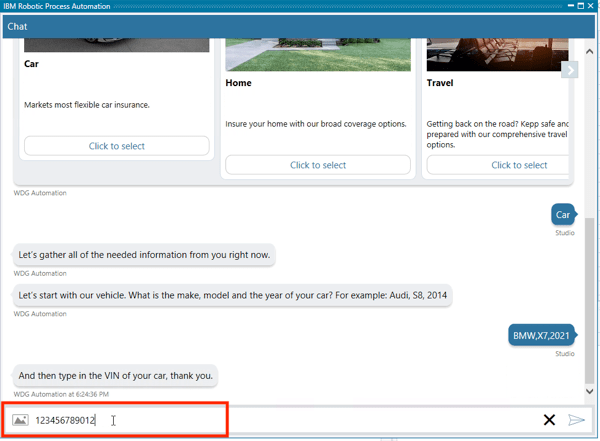 IBM Robotic Process Automation
Chat
Car
Markets most flexible car insurance.
Click to select
Home
Insure your home with our broad coverage options.
Click to select
Travel
Getting back on the road? Kepp safe and
prepared with our comprehensive travel
options.
Click to select
WDG Automation
Car
Studio
Let's gather all of the needed information from you right now.
WDG Automation
Let's start with our vehicle. What is the make, model and the year of your car? For example: Audi, S8, 2014
WDG Automation
BMW,X7,2021
Studio
And then type in the VIN of your car, thank you.
WDG Automation at 6:24:36 PM
123456789012